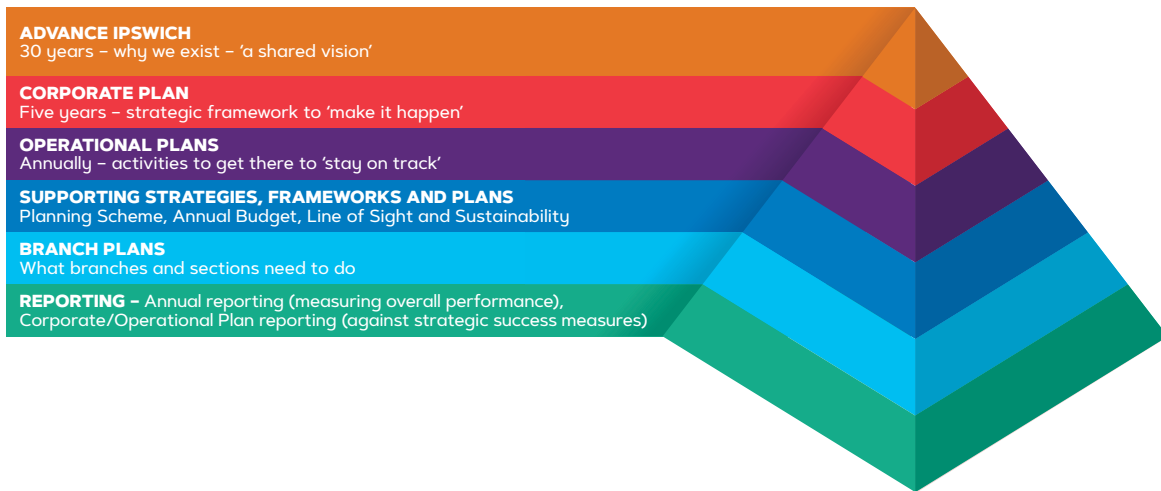 ADVANCE IPSWICH
30 years – why we exist – ‘a shared vision’
CORPORATE PLAN
Five years – strategic framework to ‘make it happen’
OPERATIONAL PLANS
Annually – activities to get there to ‘stay on track’
SUPPORTING STRATEGIES, FRAMEWORKS AND PLANS
Planning Scheme, Annual Budget, Line of Sight and Sustainability
BRANCH PLANS
What branches and sections need to do
REPORTING – Annual reporting (measuring overall performance),
Corporate/Operational Plan reporting (against strategic success measures)